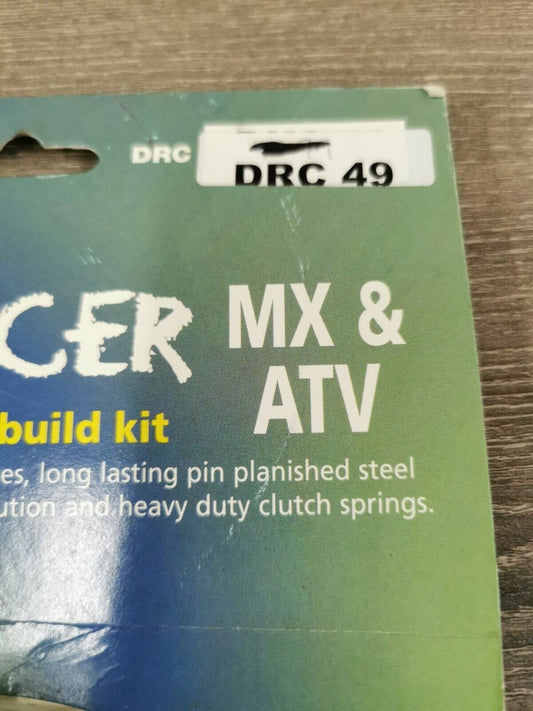 DRC
DRC 49
CER MX &
ATV
build kit
es, long lasting pin planished steel
ution and heavy duty clutch springs.